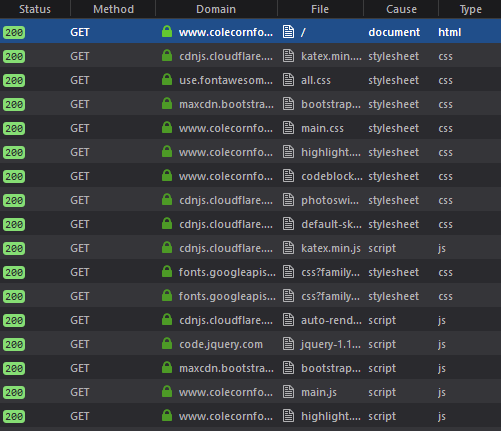 Status Method Domain File Cause Type
200 GET www.colecornfo... / document html
200 GET cdnjs.cloudflare.... katex.min.... stylesheet css
200 GET use.fontawesom... all.css stylesheet css
200 GET maxcdn.bootstra... bootstrap... stylesheet css
200 GET www.colecornfo... main.css stylesheet css
200 GET www.colecornfo... highlight.... stylesheet css
200 GET www.colecornfo... codeblock... stylesheet css
200 GET cdnjs.cloudflare.... photoswi... stylesheet css
200 GET cdnjs.cloudflare.... default-sk... stylesheet css
200 GET cdnjs.cloudflare.... katex.min.js script js
200 GET fonts.googleapis... css?family... stylesheet css
200 GET fonts.googleapis... css?family... stylesheet css
200 GET cdnjs.cloudflare.... auto-rend... script js
200 GET code.jquery.com jquery-1.1... script js
200 GET maxcdn.bootstra... bootstrap... script js
200 GET www.colecornfo... main.js script js
200 GET www.colecornfo... highlight.... script js